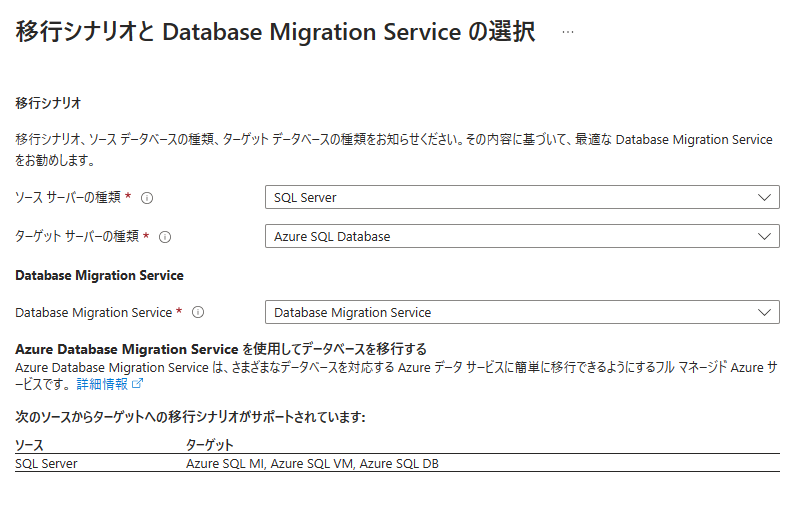 移行シナリオと Database Migration Service の選択 …
移行シナリオ
移行シナリオ、ソース データベースの種類、ターゲット データベースの種類をお知らせください。その内容に基づいて、最適な Database Migration Service
をお勧めします。
ソース サーバーの種類 * SQL Server
ターゲット サーバーの種類 * Azure SQL Database
Database Migration Service
Database Migration Service * Database Migration Service
Azure Database Migration Service を使用してデータベースを移行する
Azure Database Migration Service は、さまざまなデータベースを対応する Azure データ サービスに簡単に移行できるようにするフル マネージド Azure サ
ービスです。 詳細情報
次のソースからターゲットへの移行シナリオがサポートされています:
ソース ターゲット
SQL Server Azure SQL MI, Azure SQL VM, Azure SQL DB